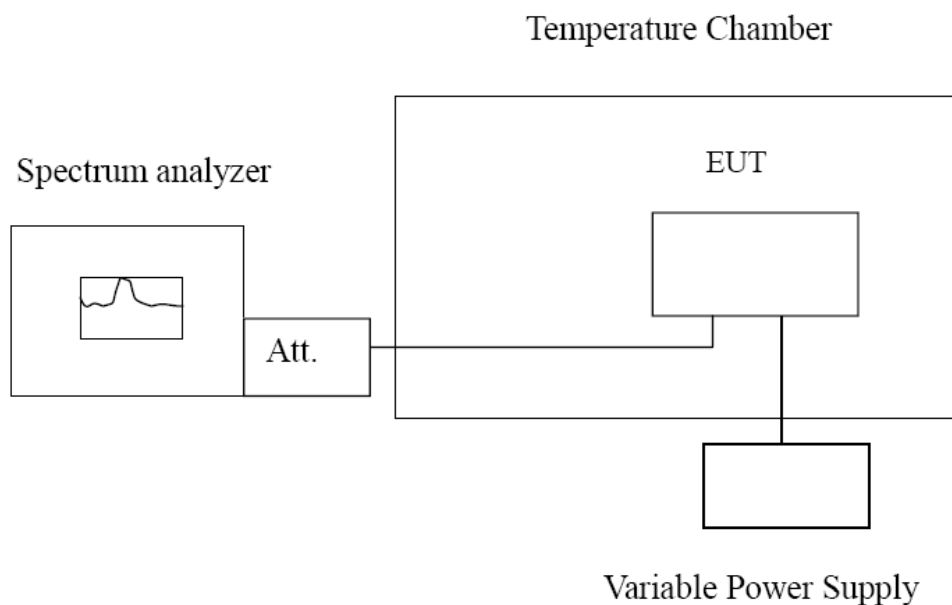 Temperature Chamber
Spectrum analyzer
EUT
Att.
Variable Power Supply